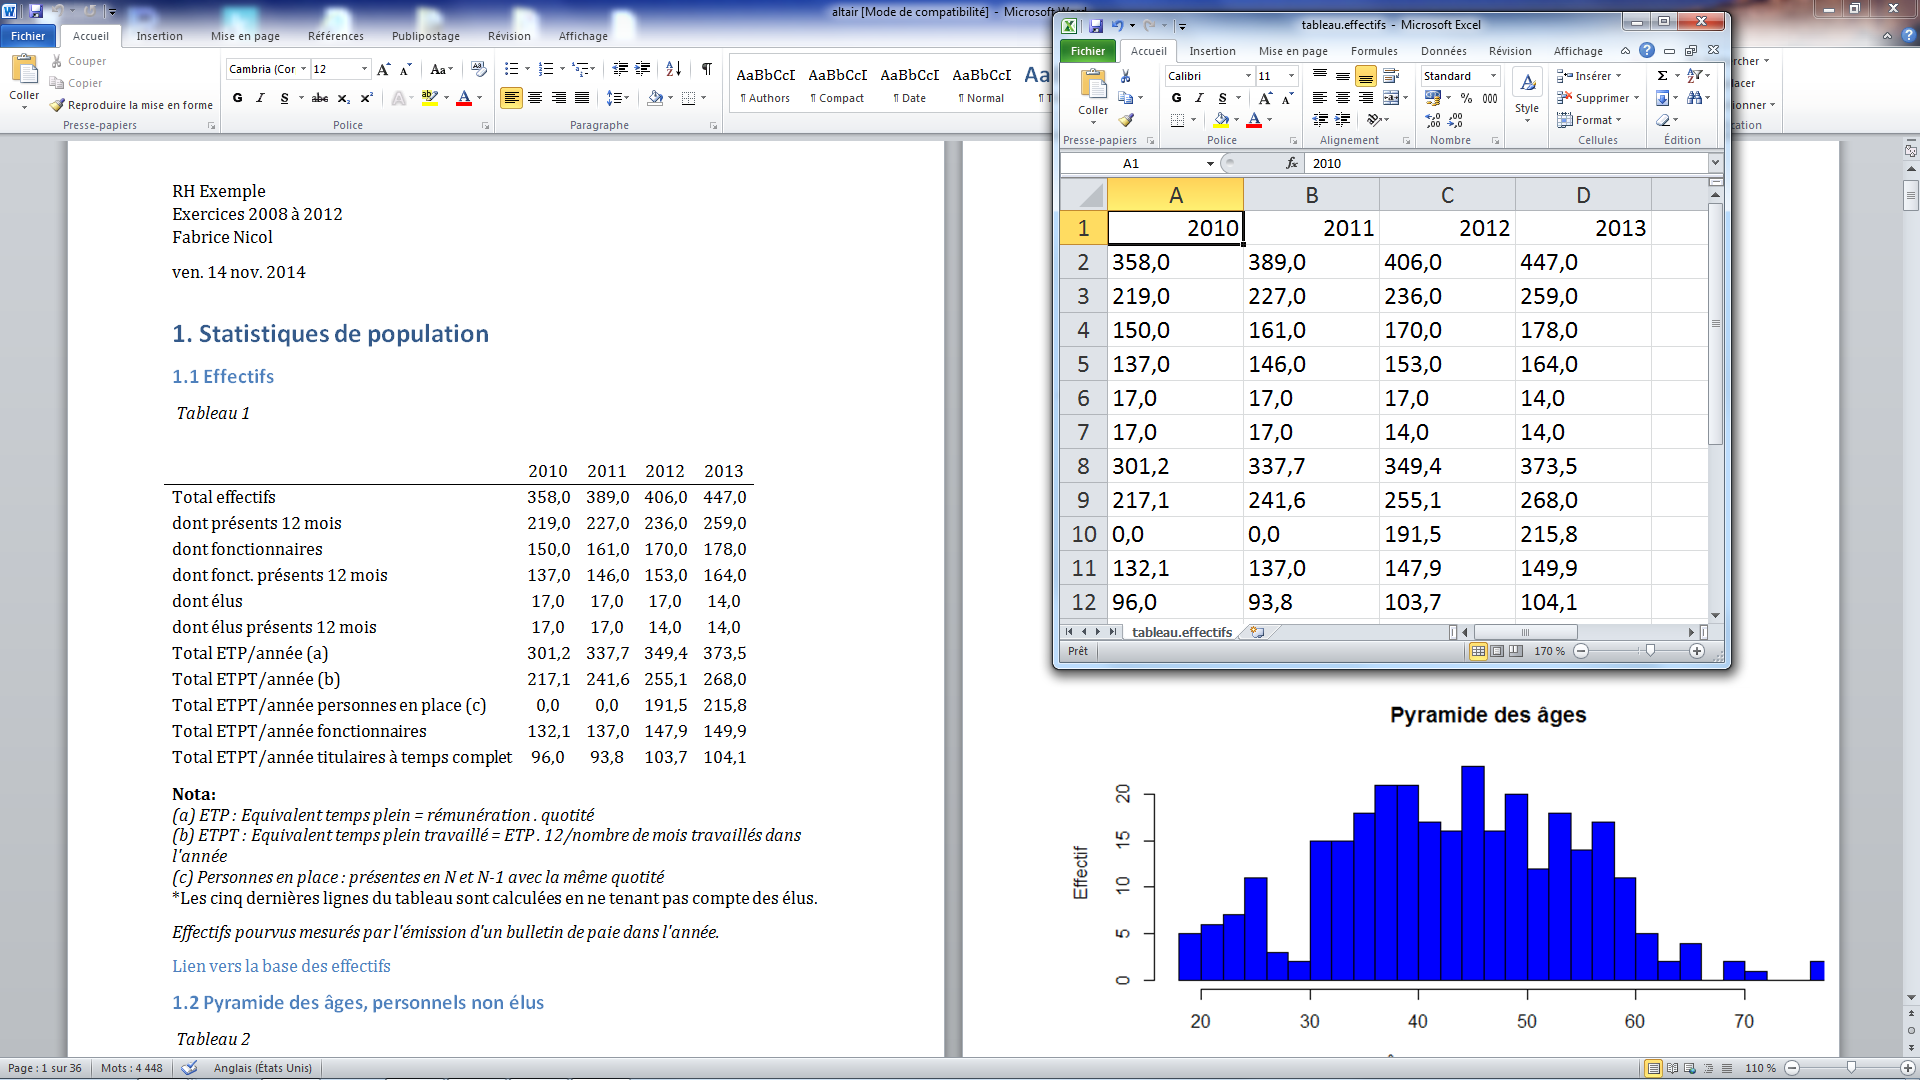 altair [Mode de compatibilité] - Microsoft Word
Fichier Accueil Insertion Mise en page Références Publipostage Révision Affichage
Coller
Couper
Copier
Reproduire la mise en forme
Presse-papiers
Cambria (Cor 12
Police
Paragraphe
AaBbCcI AaBbCcI AaBbCcI AaBbCcI
¶ Authors ¶ Compact ¶ Date ¶ Normal
RH Exemple
Exercices 2008 à 2012
Fabrice Nicol
ven. 14 nov. 2014
1. Statistiques de population
1.1 Effectifs
Tableau 1
2010 2011 2012 2013
Total effectifs 358,0 389,0 406,0 447,0
dont présents 12 mois 219,0 227,0 236,0 259,0
dont fonctionnaires 150,0 161,0 170,0 178,0
dont fonct. présents 12 mois 137,0 146,0 153,0 164,0
dont élus 17,0 17,0 17,0 14,0
dont élus présents 12 mois 17,0 17,0 14,0 14,0
Total ETP/année (a) 301,2 337,7 349,4 373,5
Total ETPT/année (b) 217,1 241,6 255,1 268,0
Total ETPT/année personnes en place (c) 0,0 0,0 191,5 215,8
Total ETPT/année fonctionnaires 132,1 137,0 147,9 149,9
Total ETPT/année titulaires à temps complet 96,0 93,8 103,7 104,1
Nota:
(a) ETP : Equivalent temps plein = rémunération . quotité
(b) ETPT : Equivalent temps plein travaillé = ETP . 12/nombre de mois travaillés dans
l'année
(c) Personnes en place : présentes en N et N-1 avec la même quotité
*Les cinq dernières lignes du tableau sont calculées en ne tenant pas compte des élus.
Effectifs pourvus mesurés par l'émission d'un bulletin de paie dans l'année.
Lien vers la base des effectifs
1.2 Pyramide des âges, personnels non élus
Tableau 2
tableau.effectifs - Microsoft Excel
Fichier Accueil Insertion Mise en page Formules Données Révision Affichage
Coller
Presse-papiers
Calibri 11
Police
Alignement
Standard
% 000
Nombre
Style
Insérer
Supprimer
Format
Cellules
Édition
A1 fx 2010
A B C D
1 2010 2011 2012 2013
2 358,0 389,0 406,0 447,0
3 219,0 227,0 236,0 259,0
4 150,0 161,0 170,0 178,0
5 137,0 146,0 153,0 164,0
6 17,0 17,0 17,0 14,0
7 17,0 17,0 14,0 14,0
8 301,2 337,7 349,4 373,5
9 217,1 241,6 255,1 268,0
10 0,0 0,0 191,5 215,8
11 132,1 137,0 147,9 149,9
12 96,0 93,8 103,7 104,1
tableau.effectifs
Prêt 170 %
Pyramide des âges
Effectif
20
15
10
5
0
20 30 40 50 60 70
Page : 1 sur 36 Mots : 4 448 Anglais (États Unis) 110 %